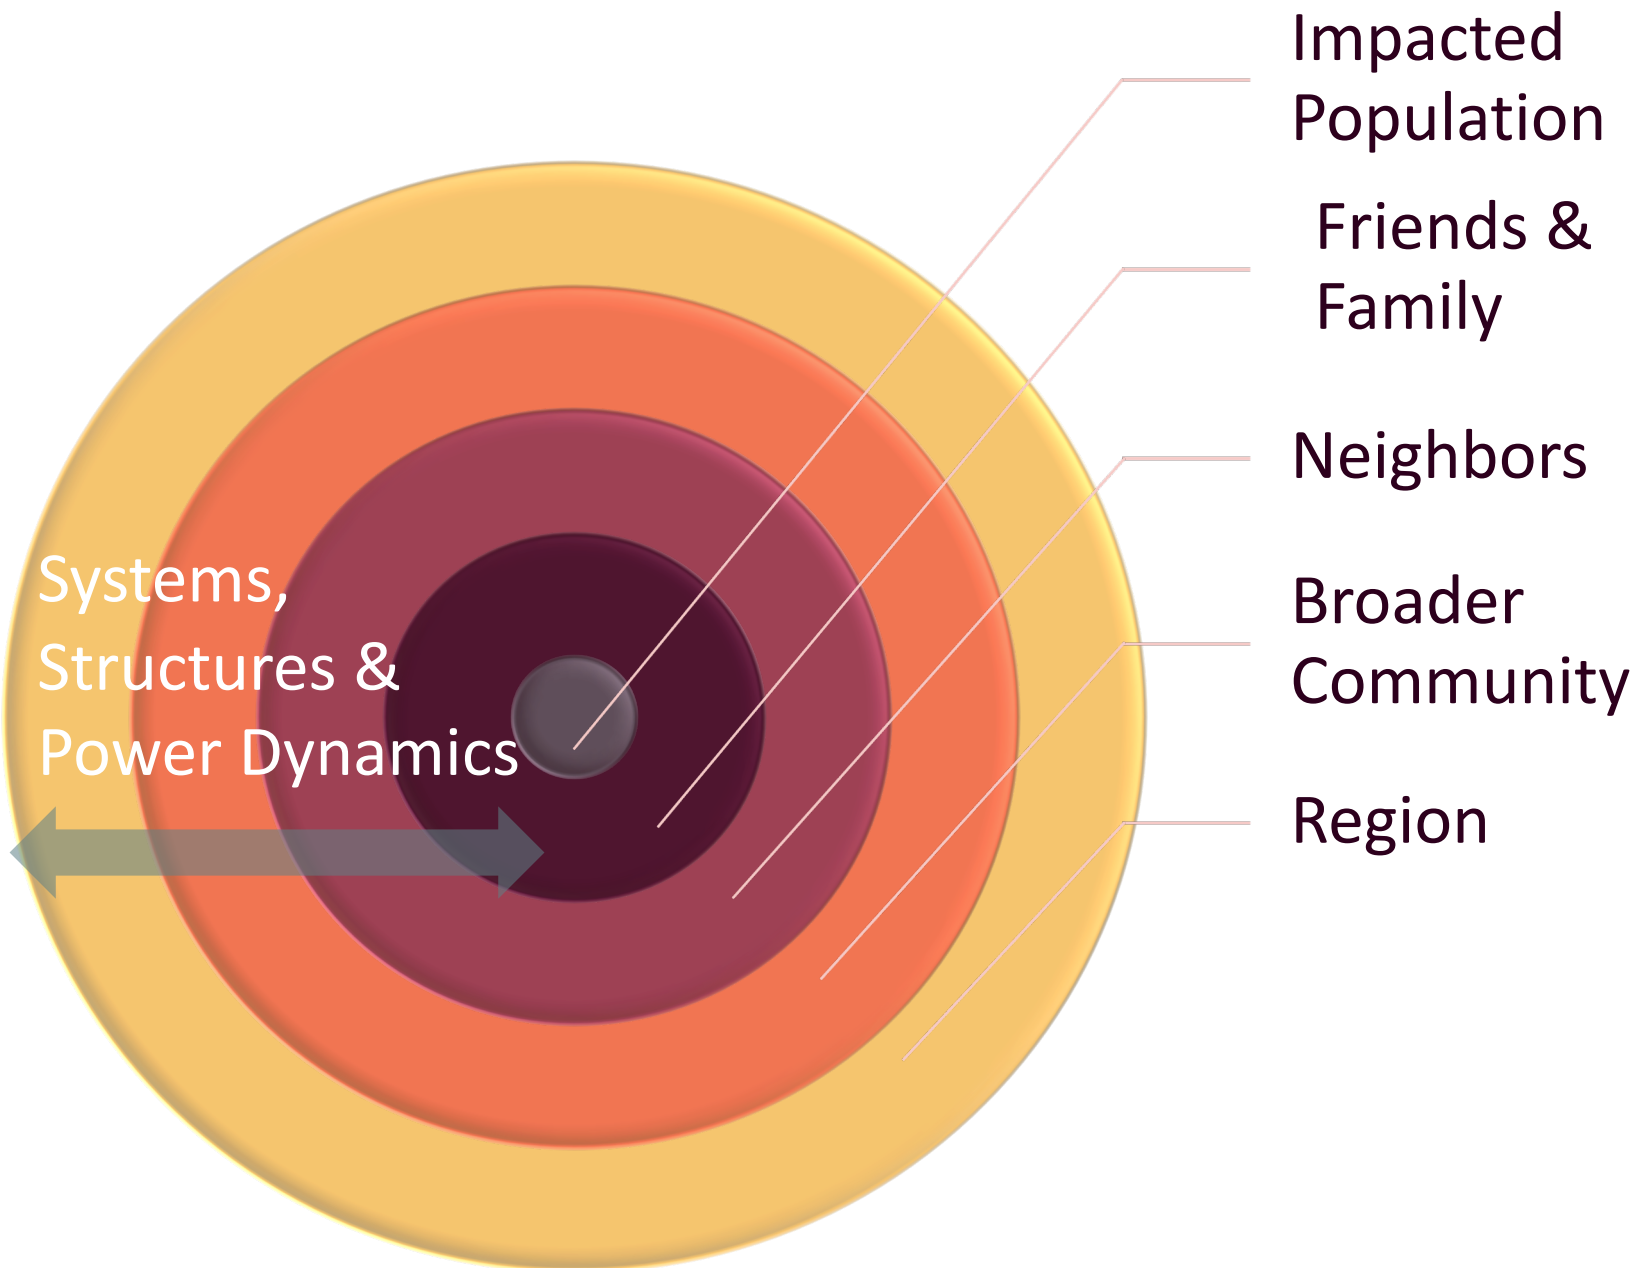 Impacted
Population
Friends &
Family
Neighbors
Broader
Community
Region
Systems,
Structures &
Power Dynamics